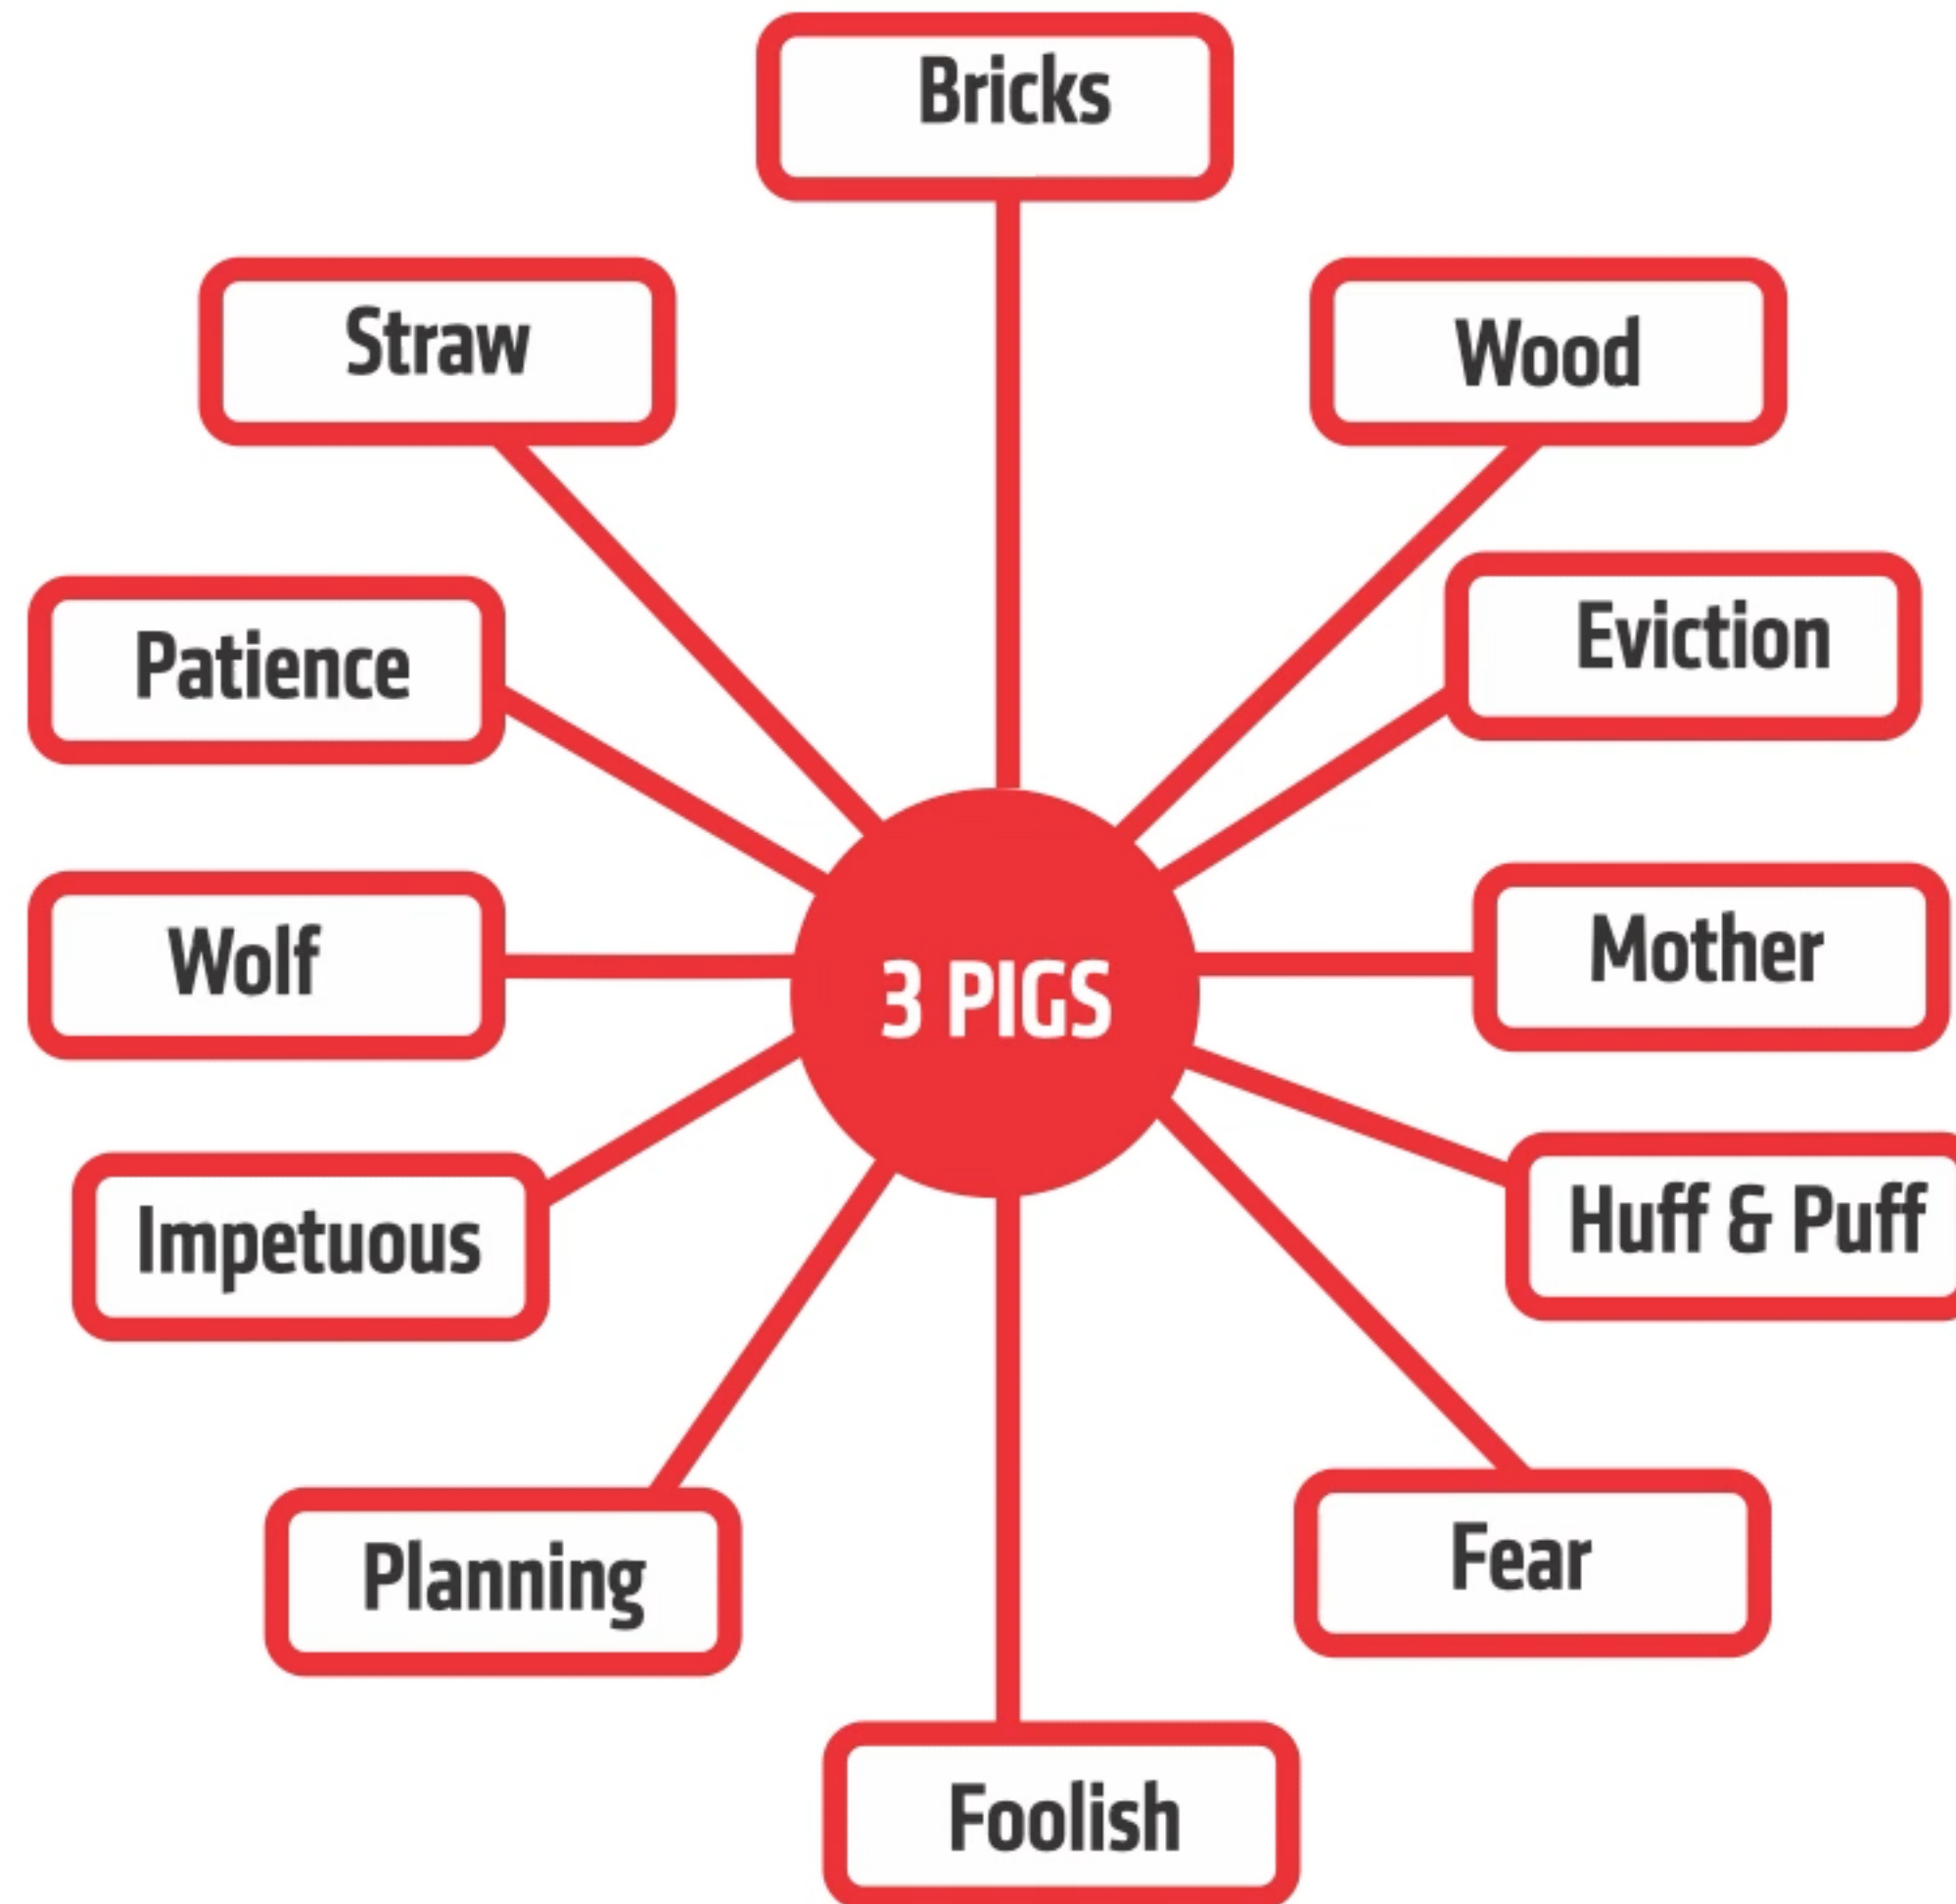 Bricks
Straw
Wood
Patience
Eviction
Wolf
3 PIGS
Mother
Impetuous
Huff & Puff
Planning
Fear
Foolish